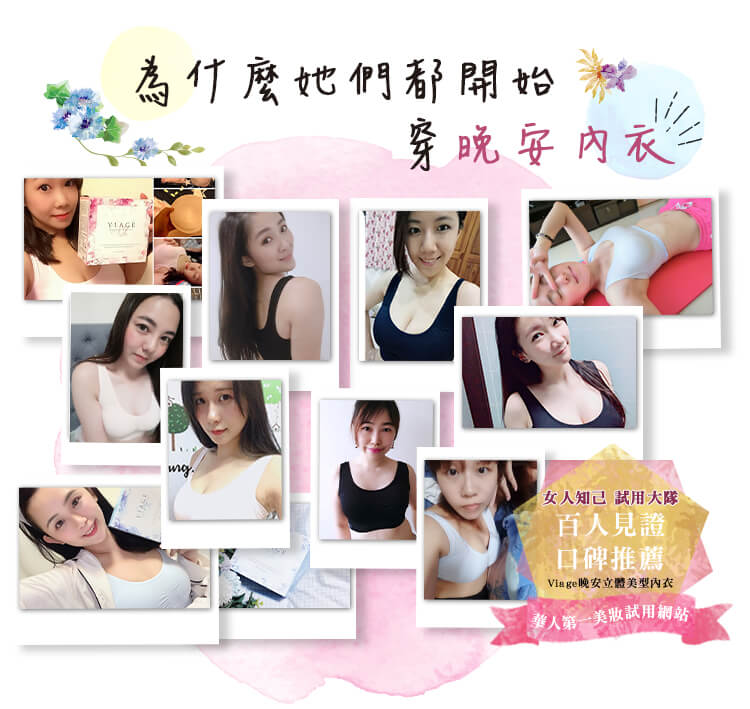 為什麼她們都開始
穿晚安內衣
VIAGE
ung.
VIAGE
女人知己 試用大隊
百人見證
口碑推薦
Viage晚安立體美型內衣
華人第一美妝試用網站